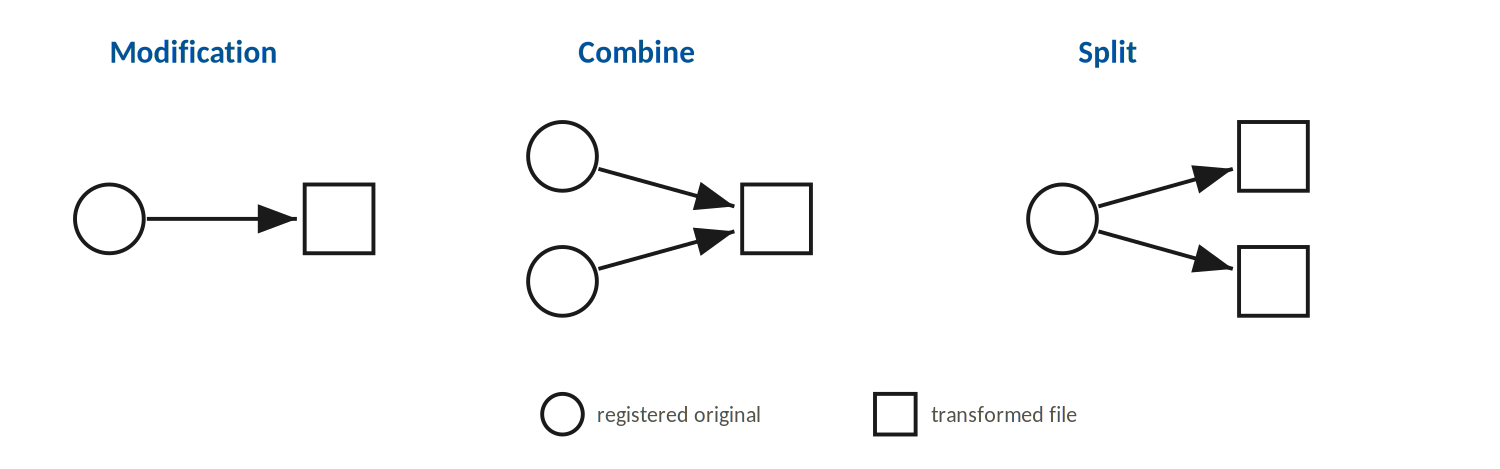 Modification
Combine
Split
registered original
transformed file